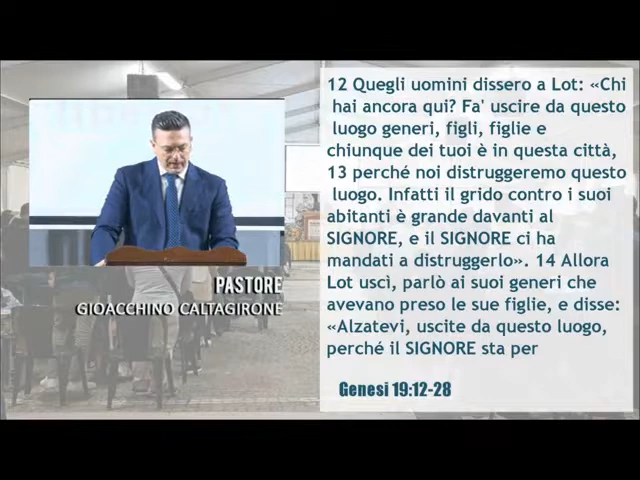 12 Quegli uomini dissero a Lot: «Chi
hai ancora qui? Fa' uscire da questo
luogo generi, figli, figlie e
chiunque dei tuoi è in questa città,
13 perché noi distruggeremo questo
luogo. Infatti il grido contro i suoi
abitanti è grande davanti al
SIGNORE, e il SIGNORE ci ha
mandati a distruggerlo». 14 Allora
Lot uscì, parlò ai suoi generi che
avevano preso le sue figlie, e disse:
«Alzatevi, uscite da questo luogo,
perché il SIGNORE sta per
Genesi 19:12-28
PASTORE
GIOACCHINO CALTAGIRONE